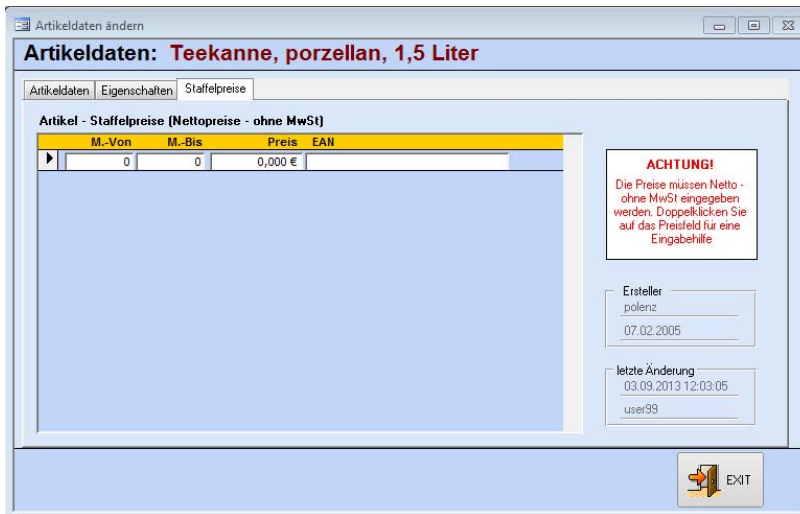 Artikeldaten ändern
Artikeldaten: Teekanne, porzellan, 1,5 Liter
Artikeldaten Eigenschaften Staffelpreise
Artikel - Staffelpreise (Nettopreise - ohne MwSt)
M.-Von M.-Bis Preis EAN
0 0 0,000 €
ACHTUNG!
Die Preise müssen Netto -
ohne MwSt eingegeben
werden. Doppelklicken Sie
auf das Preisfeld für eine
Eingabehilfe
Ersteller
polenz
07.02.2005
letzte Änderung
03.09.2013 12:03:05
user99
EXIT